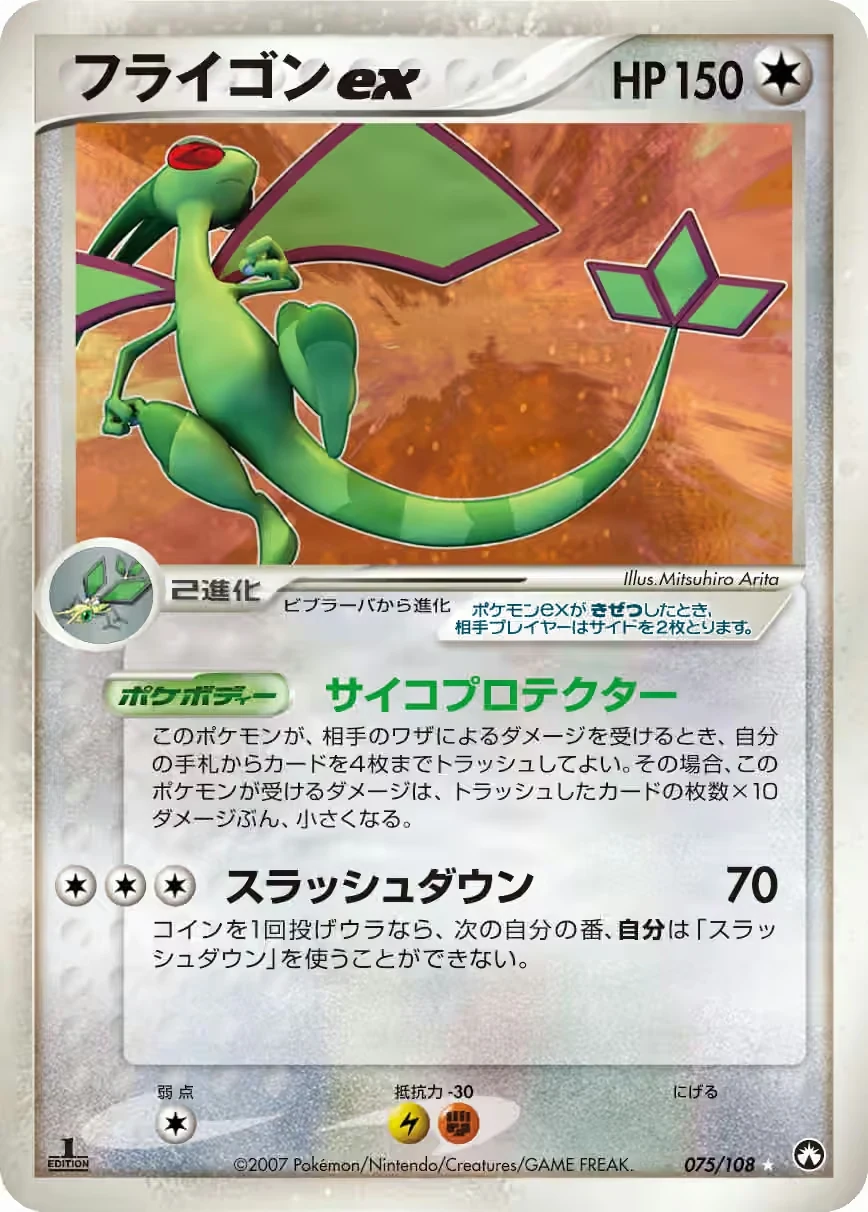 フライゴンex HP 150
Illus.Mitsuhiro Arita
2進化
ビブラーバから進化
ポケモンexが きぜつしたとき、
相手プレイヤーはサイドを2枚とります。
ポケボディー サイコプロテクター
このポケモンが、相手のワザによるダメージを受けるとき、自分
の手札からカードを4枚までトラッシュしてよい。その場合、この
ポケモンが受けるダメージは、トラッシュしたカードの枚数×10
ダメージぶん、小さくなる。
スラッシュダウン 70
コインを1回投げウラなら、次の自分の番、自分は「スラッ
シュダウン」を使うことができない。
弱点 抵抗力 -30 にげる
1 EDITION
©2007 Pokémon/Nintendo/Creatures/GAME FREAK. 075/108